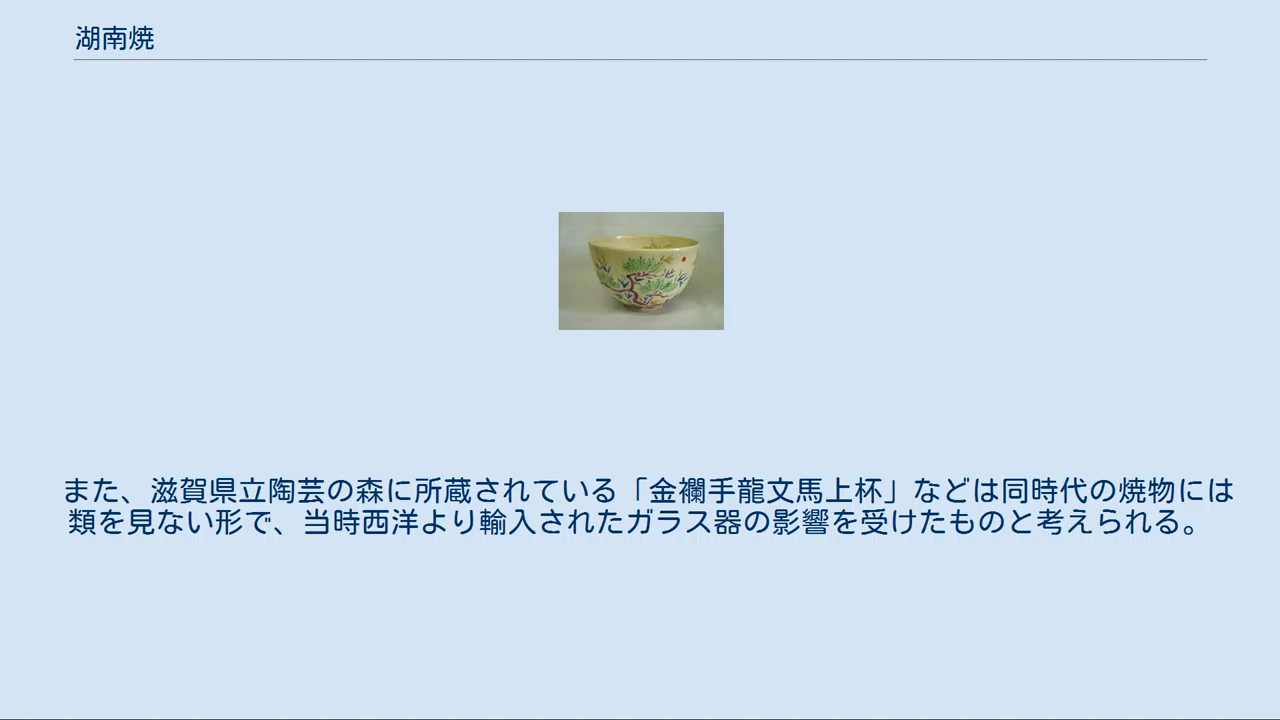 湖南焼
また、滋賀県立陶芸の森に所蔵されている「金襴手龍文馬上杯」などは同時代の焼物には
類を見ない形で、当時西洋より輸入されたガラス器の影響を受けたものと考えられる。